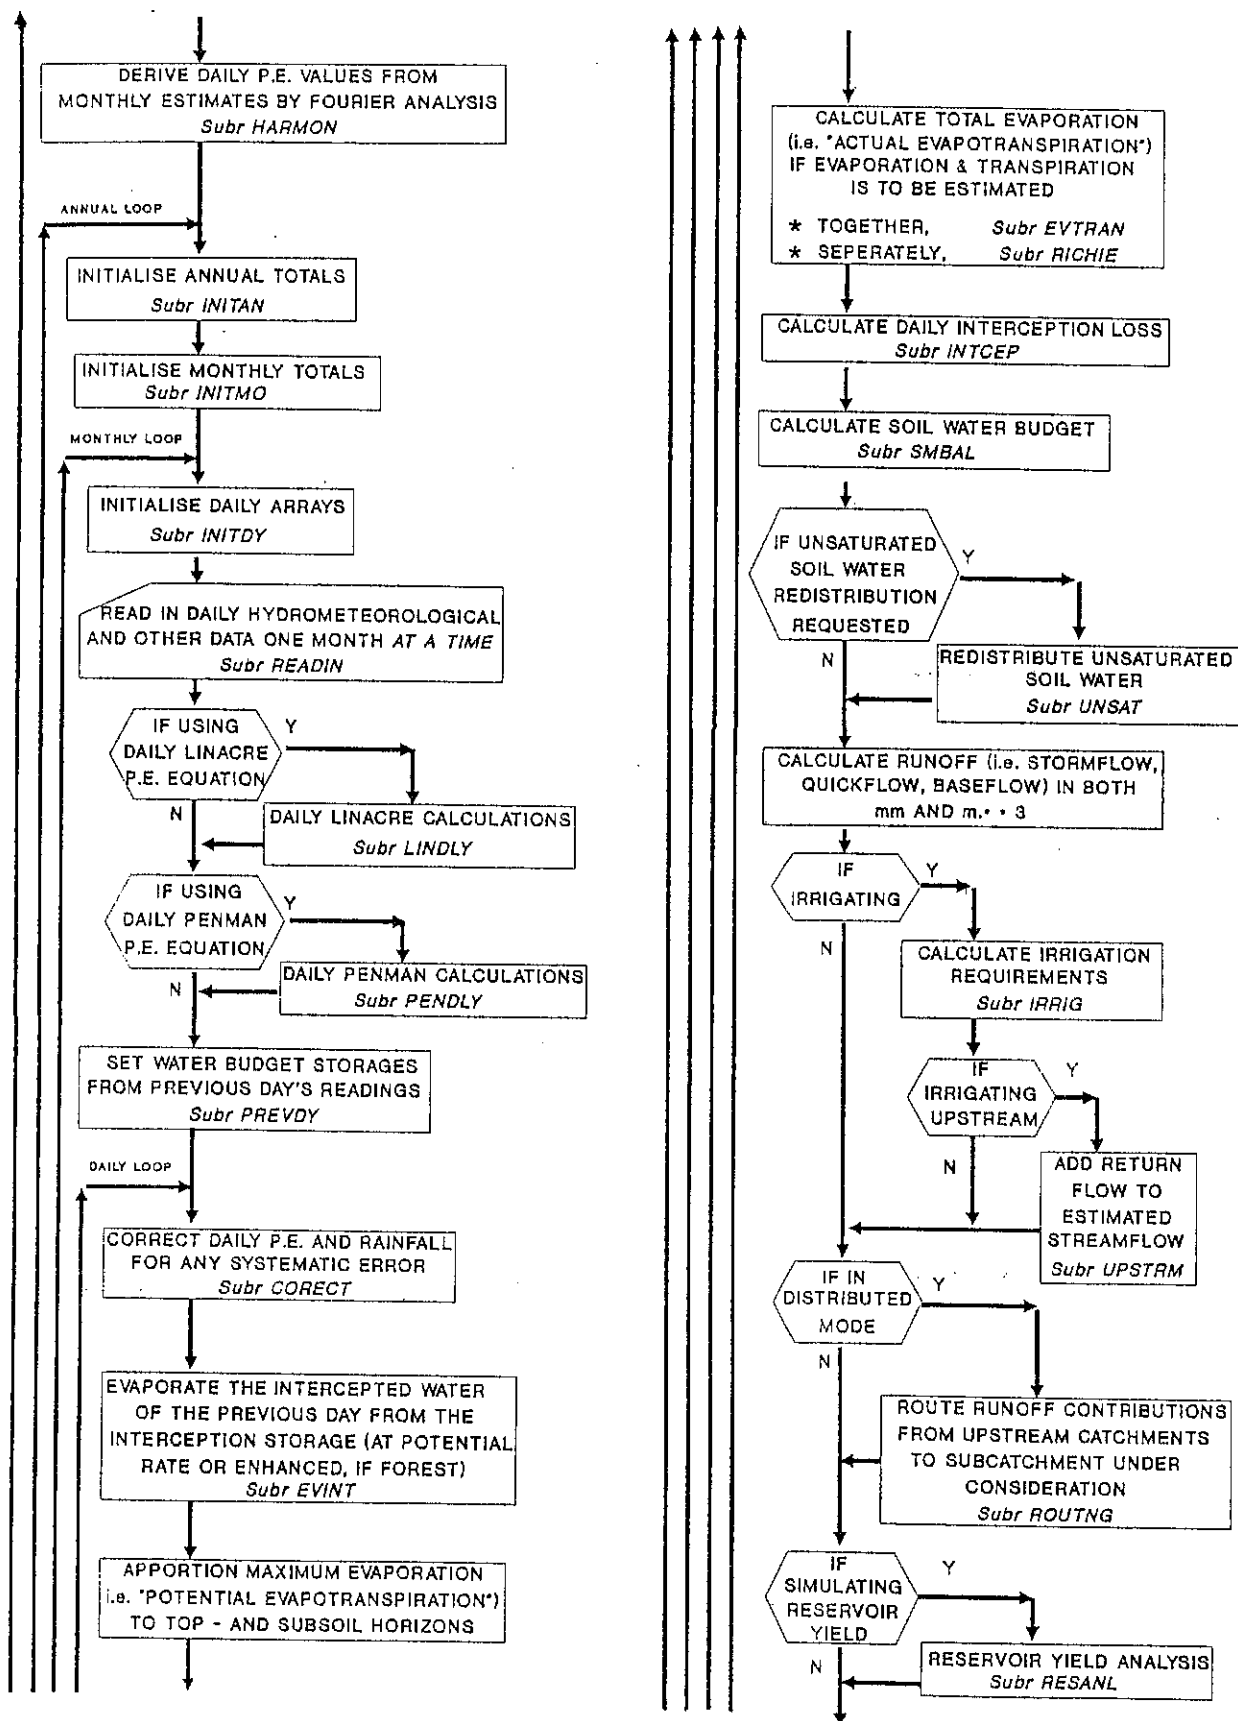 DERIVE DAILY P.E. VALUES FROM
MONTHLY ESTIMATES BY FOURIER ANALYSIS
Subr HARMON
ANNUAL LOOP
INITIALISE ANNUAL TOTALS
Subr INITAN
INITIALISE MONTHLY TOTALS
Subr INITMO
MONTHLY LOOP
INITIALISE DAILY ARRAYS
Subr INITDY
READ IN DAILY HYDROMETEOROLOGICAL
AND OTHER DATA ONE MONTH AT A TIME
Subr READIN
IF USING
DAILY LINACRE
P.E. EQUATION
Y
N
DAILY LINACRE CALCULATIONS
Subr LINDLY
IF USING
DAILY PENMAN
P.E. EQUATION
Y
N
DAILY PENMAN CALCULATIONS
Subr PENDLY
SET WATER BUDGET STORAGES
FROM PREVIOUS DAY'S READINGS
Subr PREVDY
DAILY LOOP
CORRECT DAILY P.E. AND RAINFALL
FOR ANY SYSTEMATIC ERROR
Subr CORECT
EVAPORATE THE INTERCEPTED WATER
OF THE PREVIOUS DAY FROM THE
INTERCEPTION STORAGE (AT POTENTIAL
RATE OR ENHANCED, IF FOREST)
Subr EVINT
APPORTION MAXIMUM EVAPORATION
i.e. "POTENTIAL EVAPOTRANSPIRATION")
TO TOP - AND SUBSOIL HORIZONS
CALCULATE TOTAL EVAPORATION
(i.e. "ACTUAL EVAPOTRANSPIRATION")
IF EVAPORATION & TRANSPIRATION
IS TO BE ESTIMATED
* TOGETHER, Subr EVTRAN
* SEPERATELY, Subr RICHIE
CALCULATE DAILY INTERCEPTION LOSS
Subr INTCEP
CALCULATE SOIL WATER BUDGET
Subr SMBAL
IF UNSATURATED
SOIL WATER
REDISTRIBUTION
REQUESTED
Y
N
REDISTRIBUTE UNSATURATED
SOIL WATER
Subr UNSAT
CALCULATE RUNOFF (i.e. STORMFLOW,
QUICKFLOW, BASEFLOW) IN BOTH
mm AND m.** 3
IF
IRRIGATING
Y
N
CALCULATE IRRIGATION
REQUIREMENTS
Subr IRRIG
IF
IRRIGATING
UPSTREAM
Y
N
ADD RETURN
FLOW TO
ESTIMATED
STREAMFLOW
Subr UPSTRM
IF IN
DISTRIBUTED
MODE
Y
N
ROUTE RUNOFF CONTRIBUTIONS
FROM UPSTREAM CATCHMENTS
TO SUBCATCHMENT UNDER
CONSIDERATION
Subr ROUTNG
IF
SIMULATING
RESERVOIR
YIELD
Y
N
RESERVOIR YIELD ANALYSIS
Subr RESANL